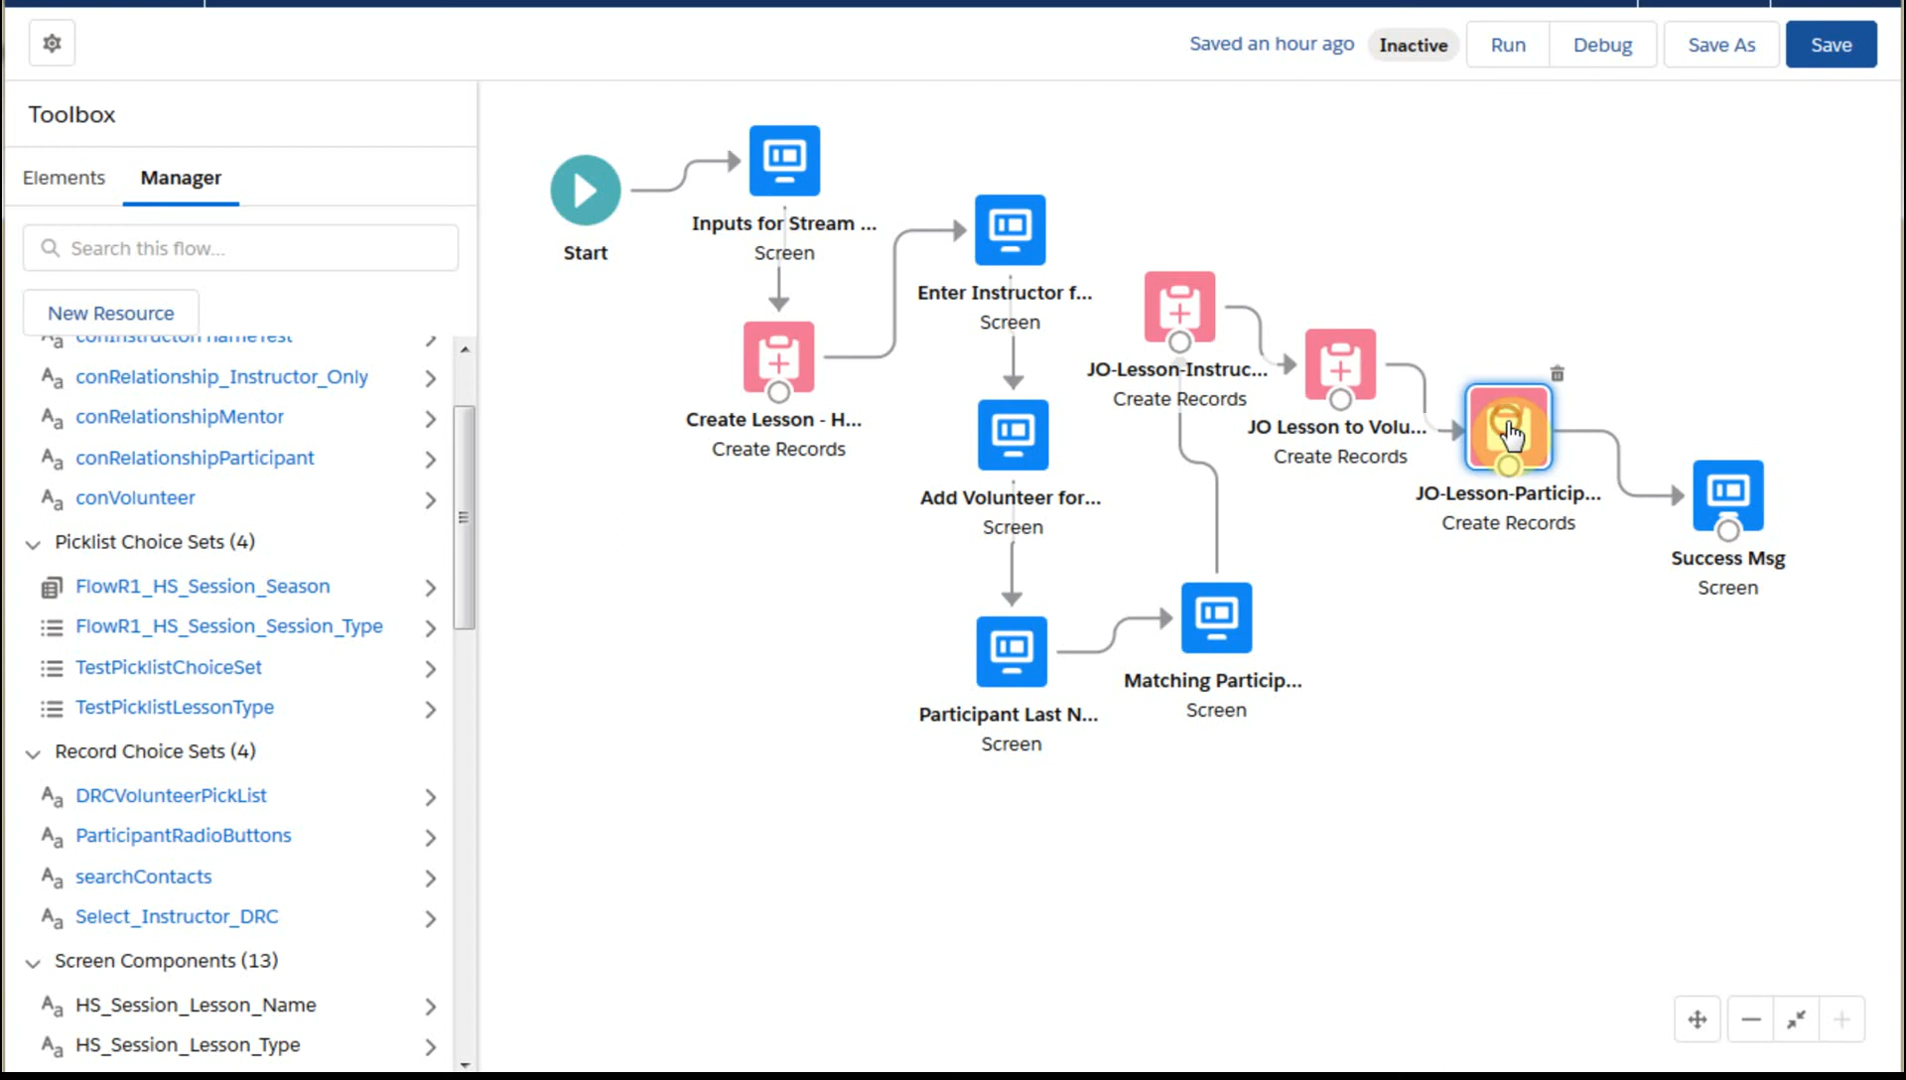 Saved an hour ago
Inactive
Run
Debug
Save As
Save
Toolbox
Elements
Manager
Search this flow...
New Resource
conRelationship_Instructor_Only
conRelationshipMentor
conRelationshipParticipant
conVolunteer
Picklist Choice Sets (4)
FlowR1_HS_Session_Season
FlowR1_HS_Session_Session_Type
TestPicklistChoiceSet
TestPicklistLessonType
Record Choice Sets (4)
DRCVolunteerPickList
ParticipantRadioButtons
searchContacts
Select_Instructor_DRC
Screen Components (13)
HS_Session_Lesson_Name
HS_Session_Lesson_Type
Start
Inputs for Stream ...
Screen
Create Lesson - H...
Create Records
Enter Instructor f...
Screen
Add Volunteer for...
Screen
Participant Last N...
Screen
Matching Particip...
Screen
JO-Lesson-Instruc...
Create Records
JO Lesson to Volu...
Create Records
JO-Lesson-Particip...
Create Records
Success Msg
Screen